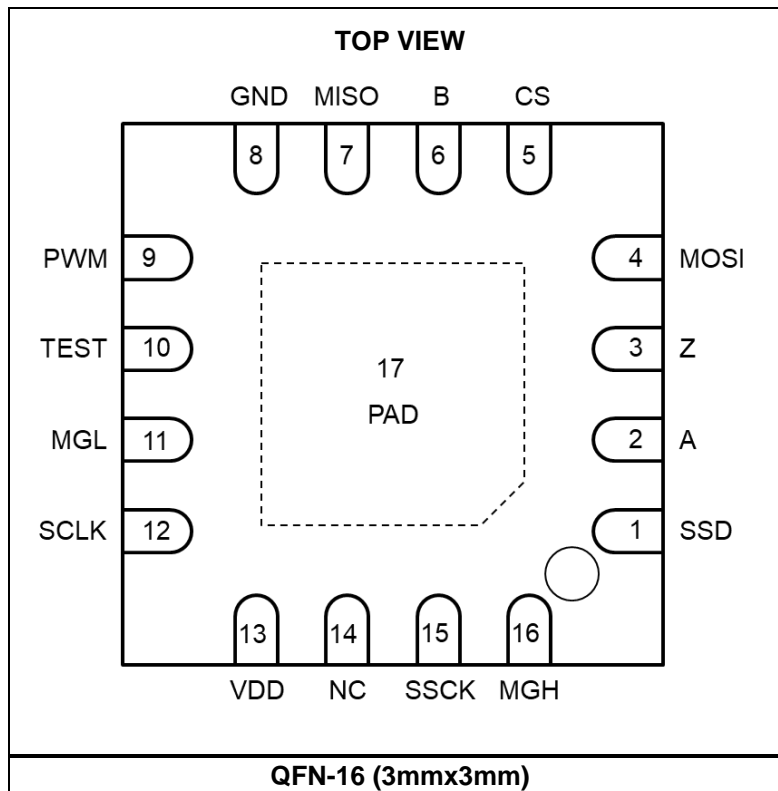 TOP VIEW
GND MISO B CS
8 7 6 5
PWM 9 4 MOSI
TEST 10 3 Z
17
PAD
MGL 11 2 A
SCLK 12 1 SSD
13 14 15 16
VDD NC SSCK MGH
QFN-16 (3mmx3mm)